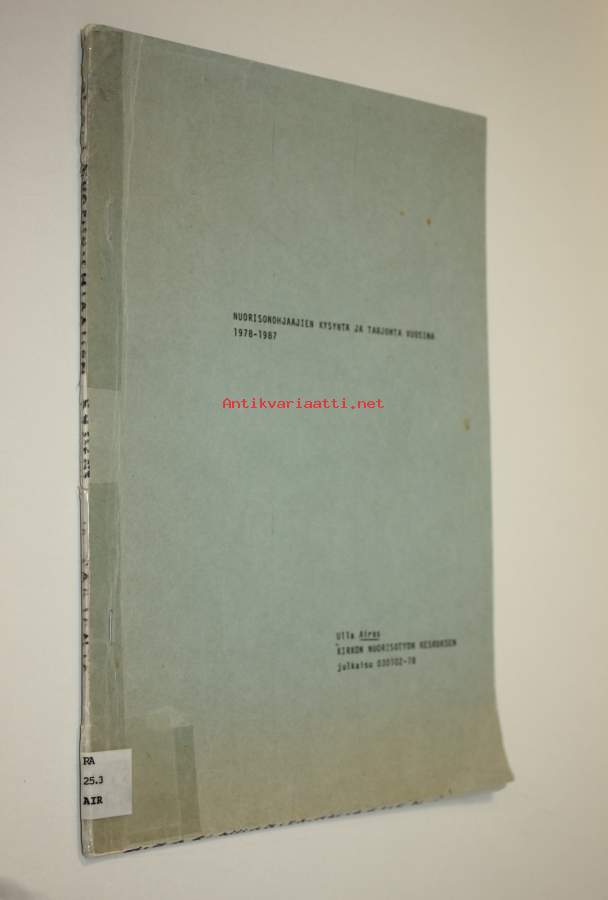 NUORISONOHJAAJIEN KYSYNTÄ JA TARJONTA VUOSINA
1978-1987
Antikvariaatti.net
Ulla Airas
KIRKON NUORISOTYÖN KESKUKSEN
julkaisu 030102-78
RA
25.3
AIR